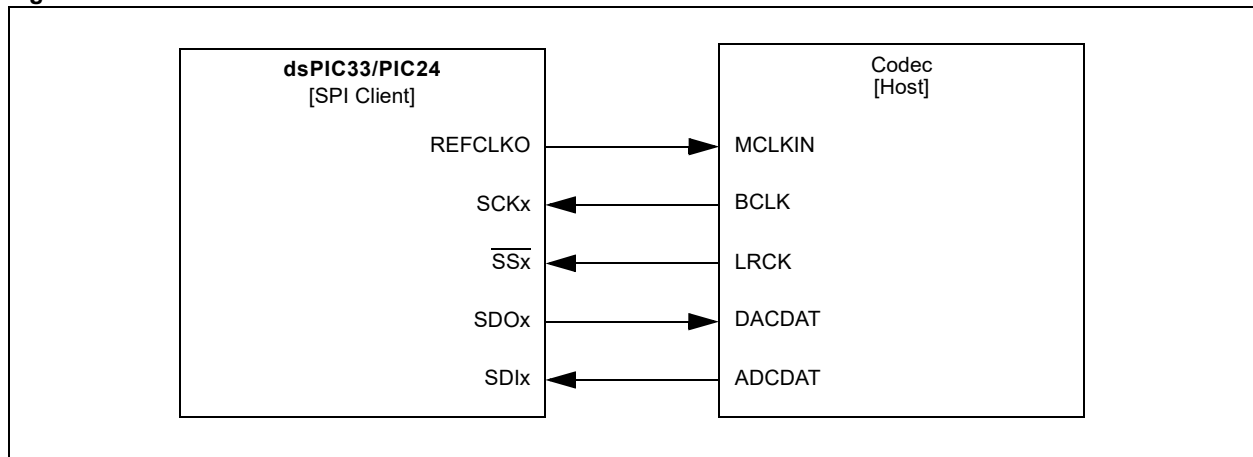 dsPIC33/PIC24
[SPI Client]
Codec
[Host]
REFCLKO
MCLKIN
SCKx
BCLK
SSx
LRCK
SDOx
DACDAT
SDIx
ADCDAT